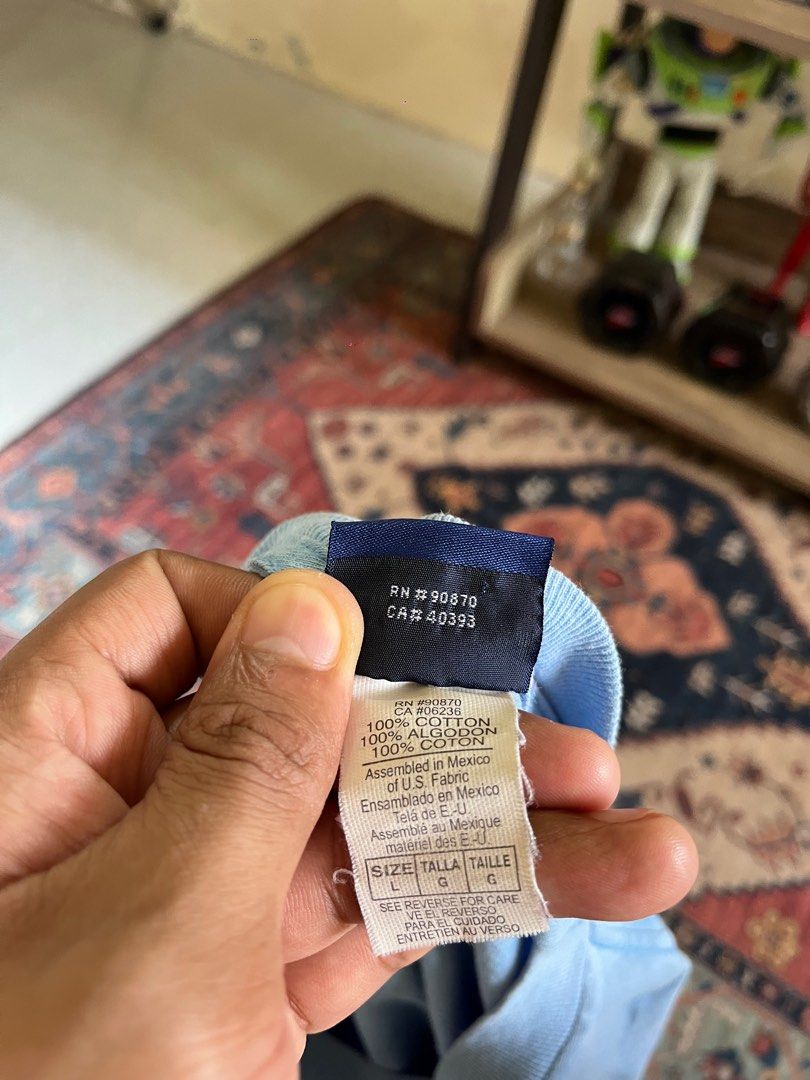 RN # 90870
CA# 40393
RN #90870
CA #06236
100% COTTON
100% ALGODON
100% COTON
Assembled in Mexico
of U.S. Fabric
Ensamblado en Mexico
Tela de E.-U.
Assemblé au Mexique
matériel des E.-U.
SIZE TALLA TAILLE
L G G
SEE REVERSE FOR CARE
VE EL REVERSO
PARA EL CUIDADO
ENTRETIEN AU VERSO